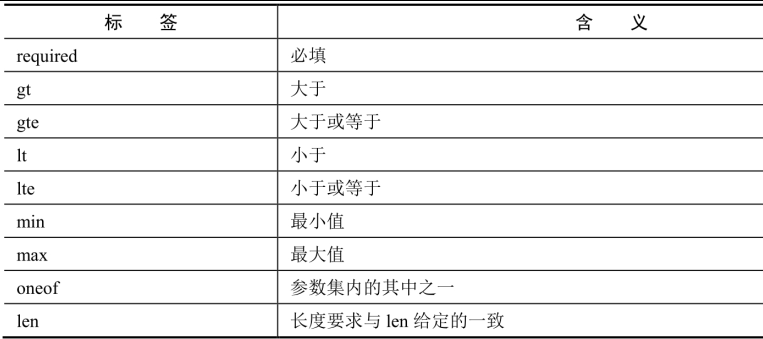 标 签 含 义
required 必填
gt 大于
gte 大于或等于
lt 小于
lte 小于或等于
min 最小值
max 最大值
oneof 参数集内的其中之一
len 长度要求与 len 给定的一致